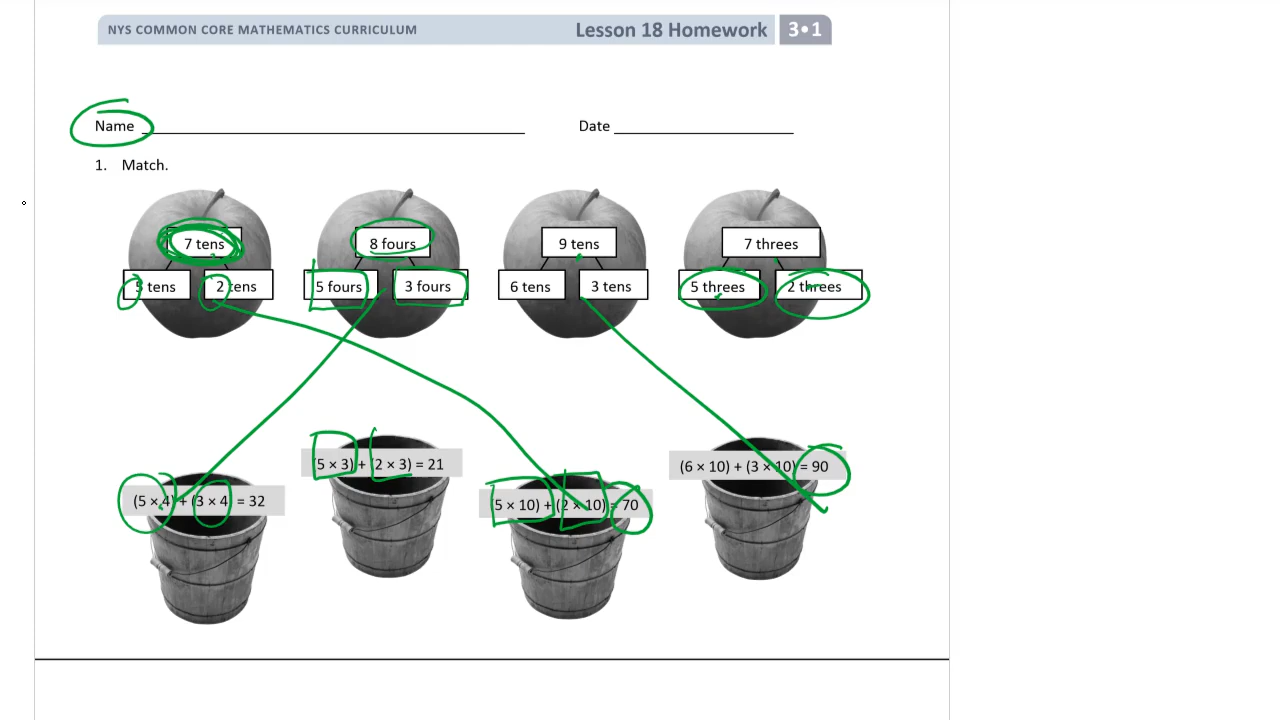 NYS COMMON CORE MATHEMATICS CURRICULUM Lesson 18 Homework 3•1
Name Date
1. Match.
7 tens 8 fours 9 tens 7 threes
5 tens 2 tens 5 fours 3 fours 6 tens 3 tens 5 threes 2 threes
(5 × 3) + (2 × 3) = 21 (6 × 10) + (3 × 10) = 90
(5 × 4) + (3 × 4 = 32 (5 × 10) + (2 × 10) = 70